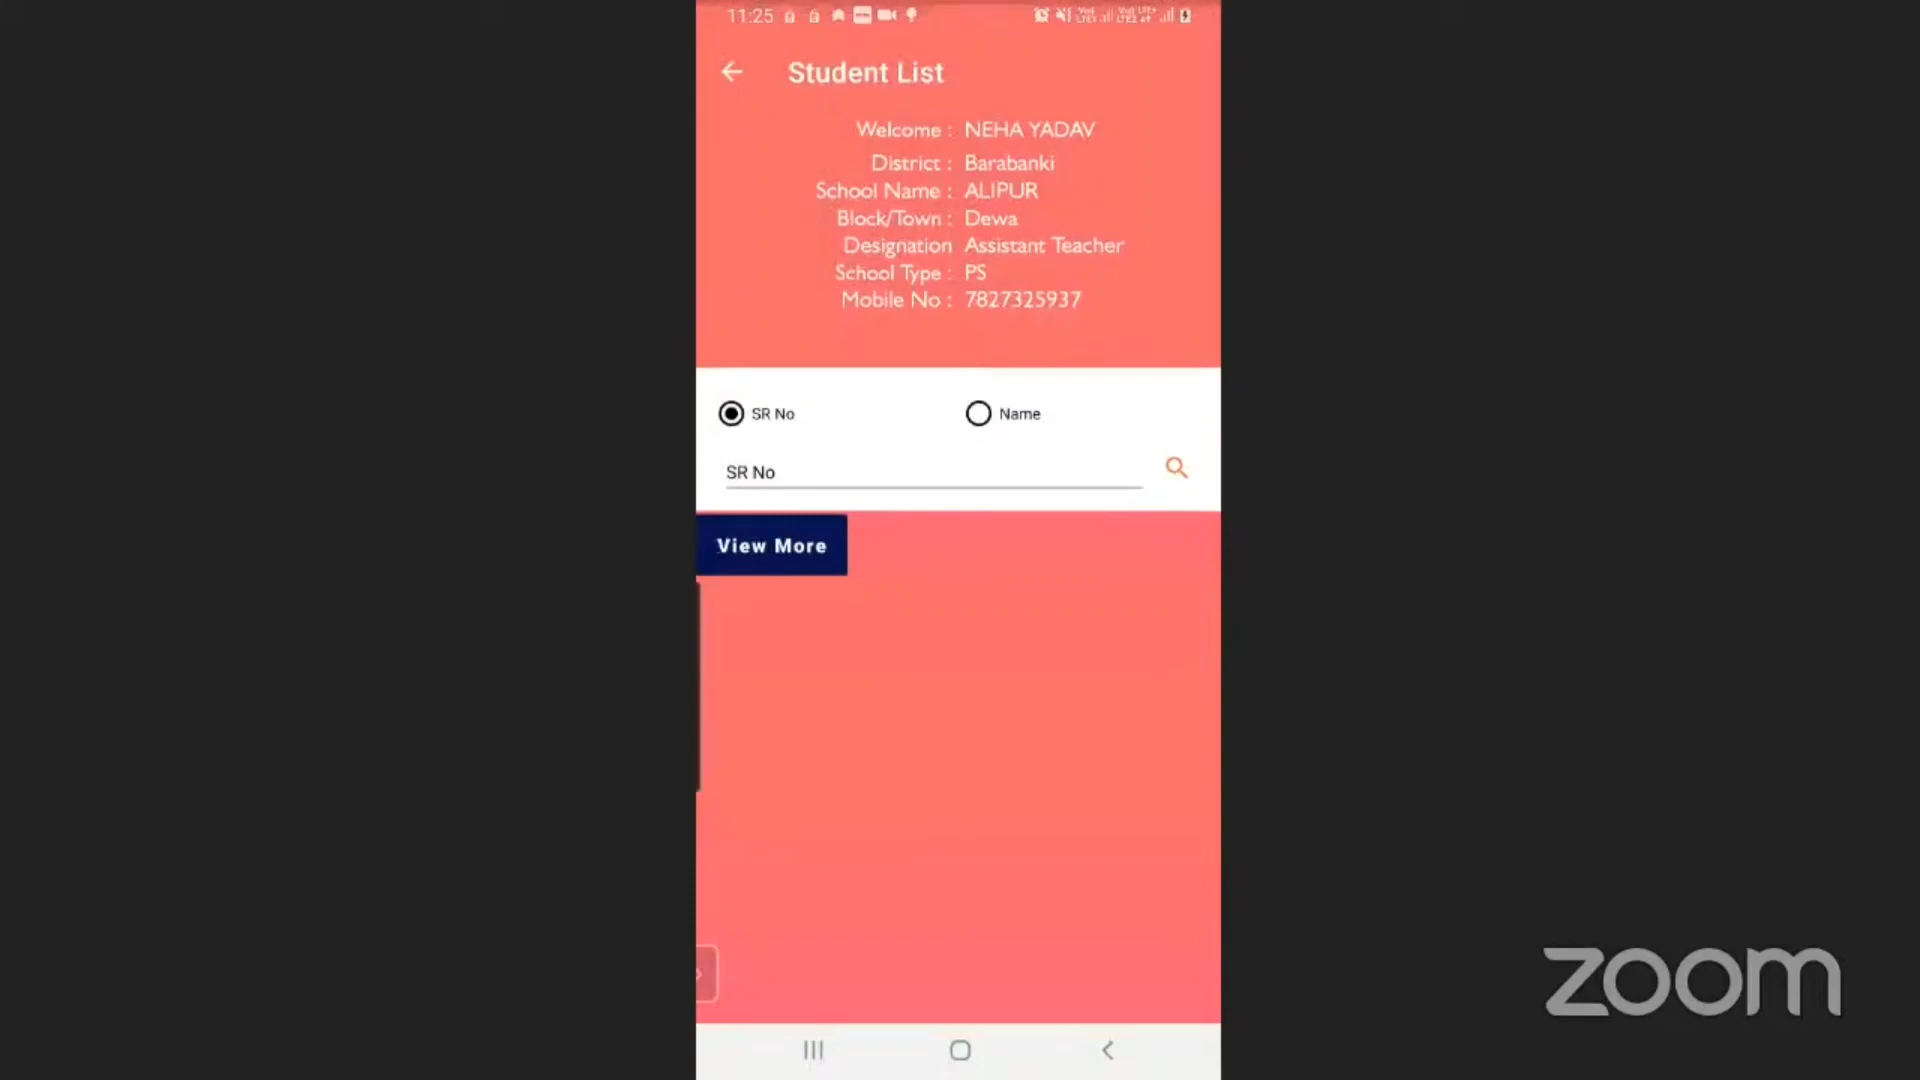 11:25
Student List
Welcome : NEHA YADAV
District : Barabanki
School Name : ALIPUR
Block/Town : Dewa
Designation Assistant Teacher
School Type : PS
Mobile No : 7827325937
SR No Name
SR No
View More
zoom